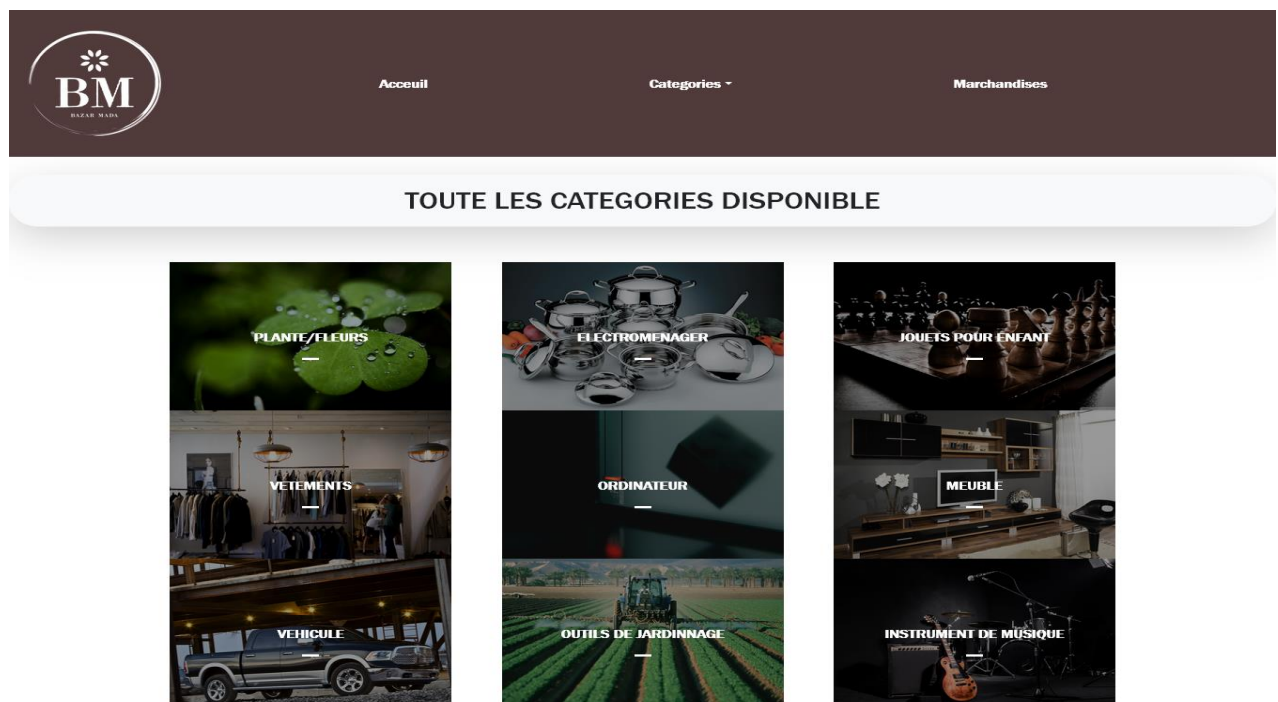 BM
BAZAR MADA
Acceuil
Categories
Marchandises
TOUTE LES CATEGORIES DISPONIBLE
PLANTE/FLEURS
ELECTROMENAGER
JOUETS POUR ENFANT
VETEMENTS
ORDINATEUR
MEUBLE
VEHICULE
OUTILS DE JARDINNAGE
INSTRUMENT DE MUSIQUE